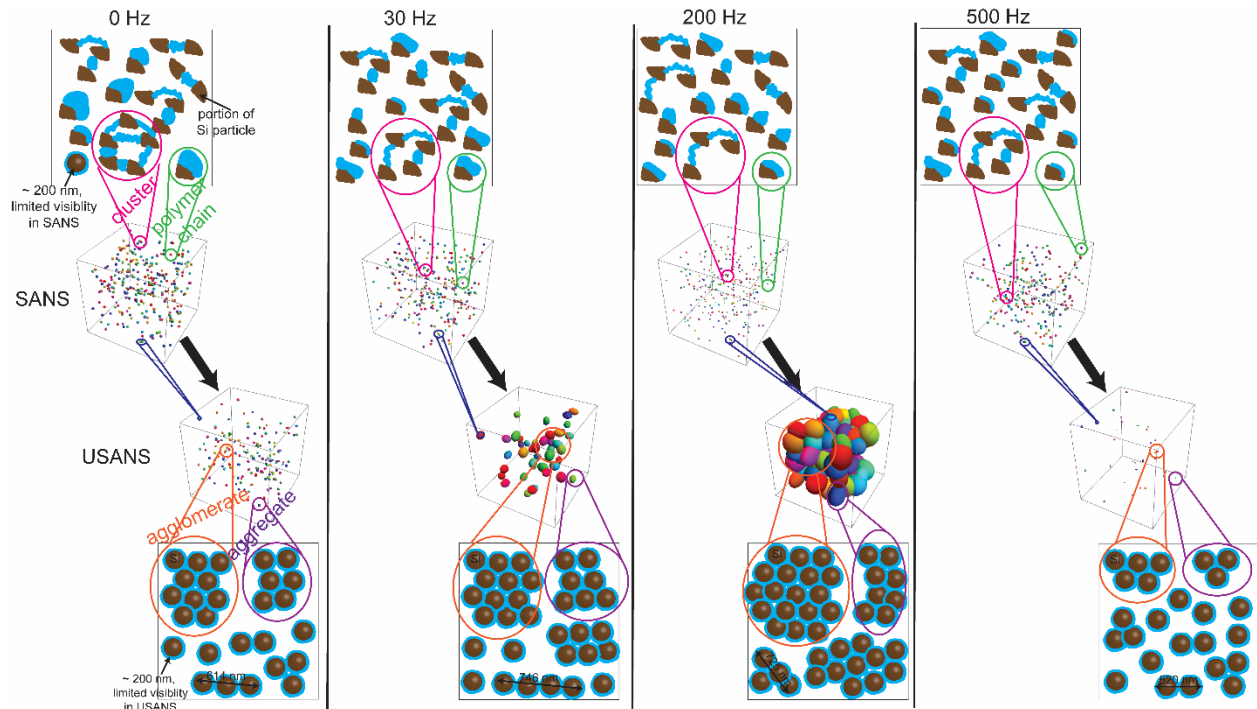 0 Hz
30 Hz
200 Hz
500 Hz
portion of
Si particle
~ 200 nm,
limited visiblity
in SANS
cluster
polymer
chain
SANS
USANS
agglomerate
aggregate
Si
Si
Si
Si
~ 200 nm,
limited visiblity
in USANS
614 nm
746 nm
520 nm